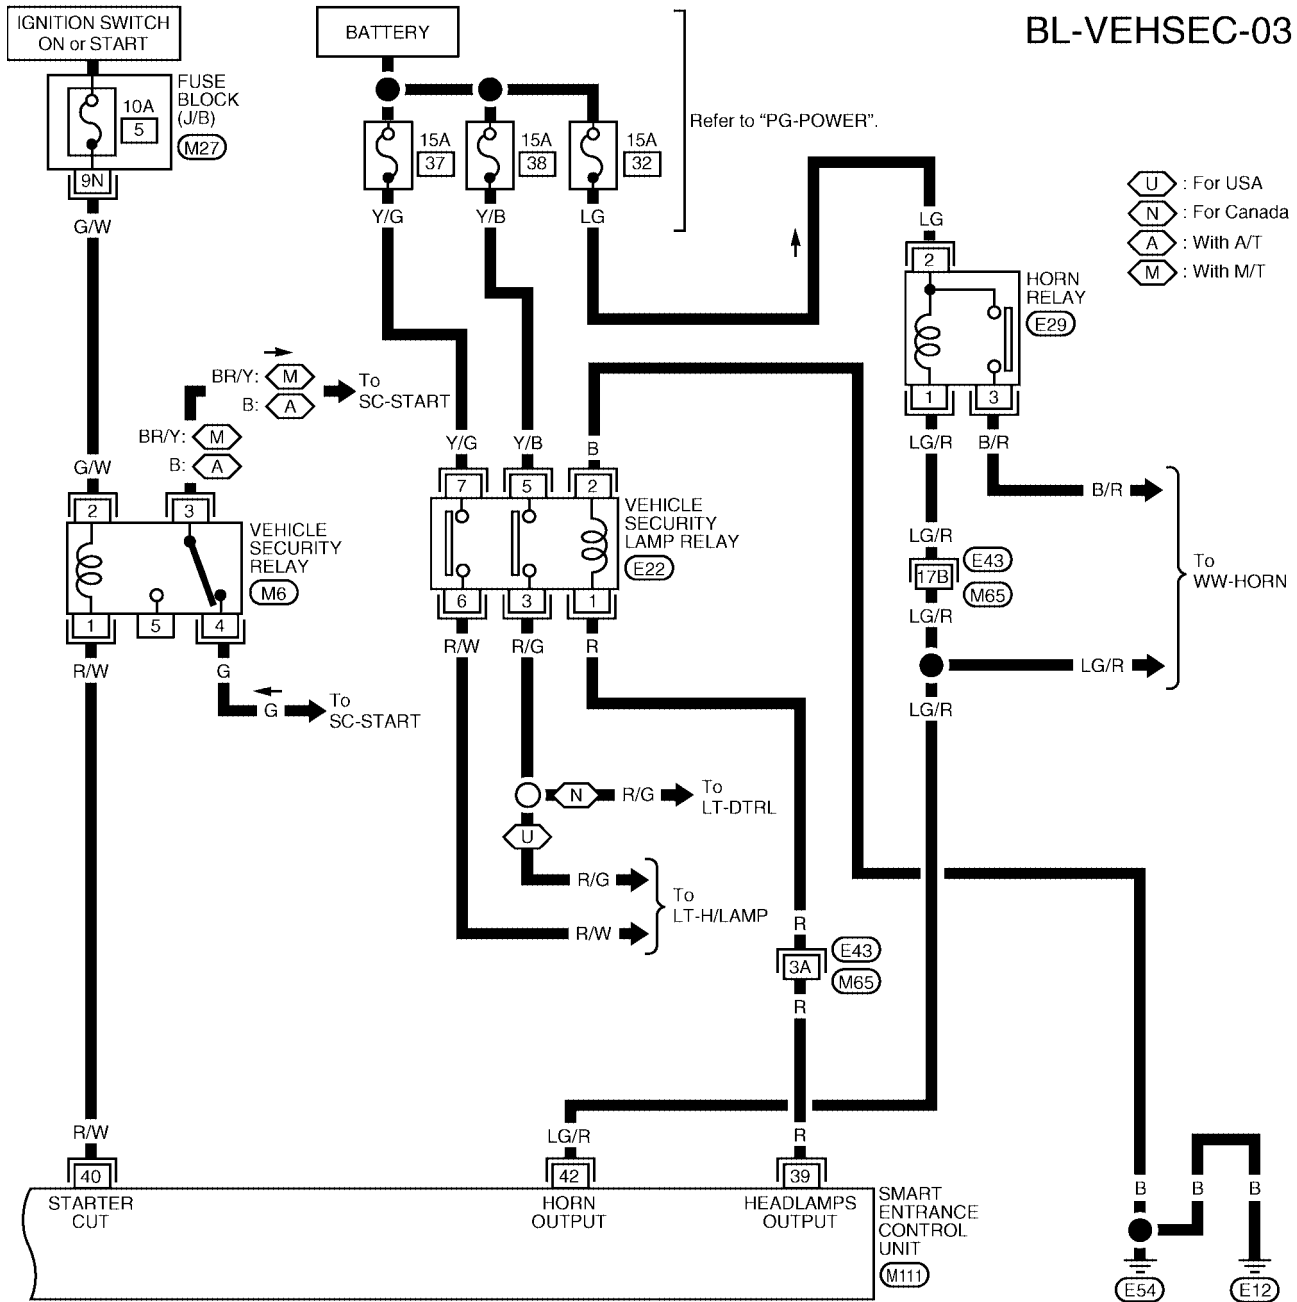 BL-VEHSEC-03
IGNITION SWITCH
ON or START
BATTERY
FUSE
BLOCK
(J/B)
M27
10A
5
9N
G/W
15A
37
15A
38
15A
32
Refer to “PG-POWER”.
Y/G
Y/B
LG
LG
U : For USA
N : For Canada
A : With A/T
M : With M/T
2
HORN
RELAY
E29
1
3
LG/R
B/R
B/R
BR/Y: M
B: A
To
SC-START
BR/Y: M
B: A
G/W
2
3
VEHICLE
SECURITY
RELAY
M6
1
5
4
R/W
G
G
To
SC-START
Y/G
Y/B
B
7
5
2
VEHICLE
SECURITY
LAMP RELAY
E22
6
3
1
R/W
R/G
R
LG/R
17B
E43
M65
LG/R
LG/R
LG/R
To
WW-HORN
N
R/G
To
LT-DTRL
U
R/G
R/W
To
LT-H/LAMP
R
3A
E43
M65
R
R/W
LG/R
R
40
42
39
STARTER
CUT
HORN
OUTPUT
HEADLAMPS
OUTPUT
SMART
ENTRANCE
CONTROL
UNIT
M111
B
B
B
E54
E12